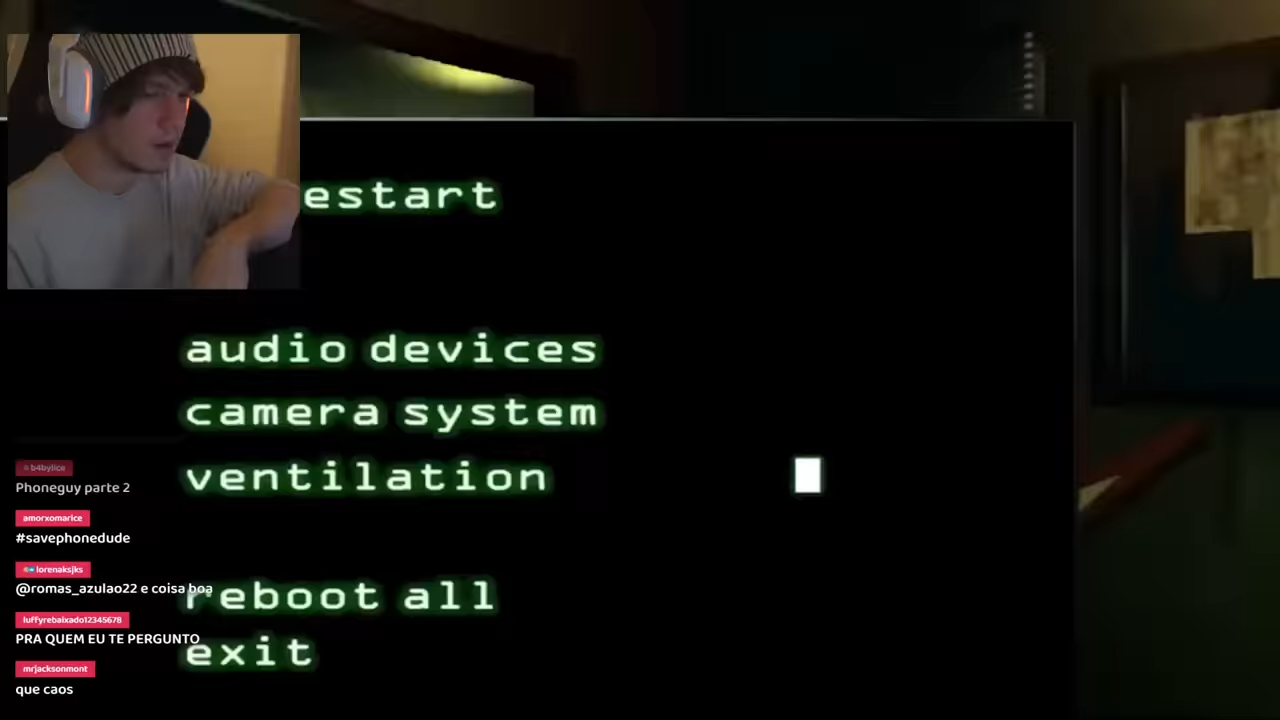 estart
audio devices
camera system
ventilation
reboot all
exit
b4bylice
Phoneguy parte 2
amorxomarice
#savephonedude
lorenaksjks
@romas_azulao22 e coisa boa
luffyrebaixado12345678
PRA QUEM EU TE PERGUNTO
mrjacksonmont
que caos